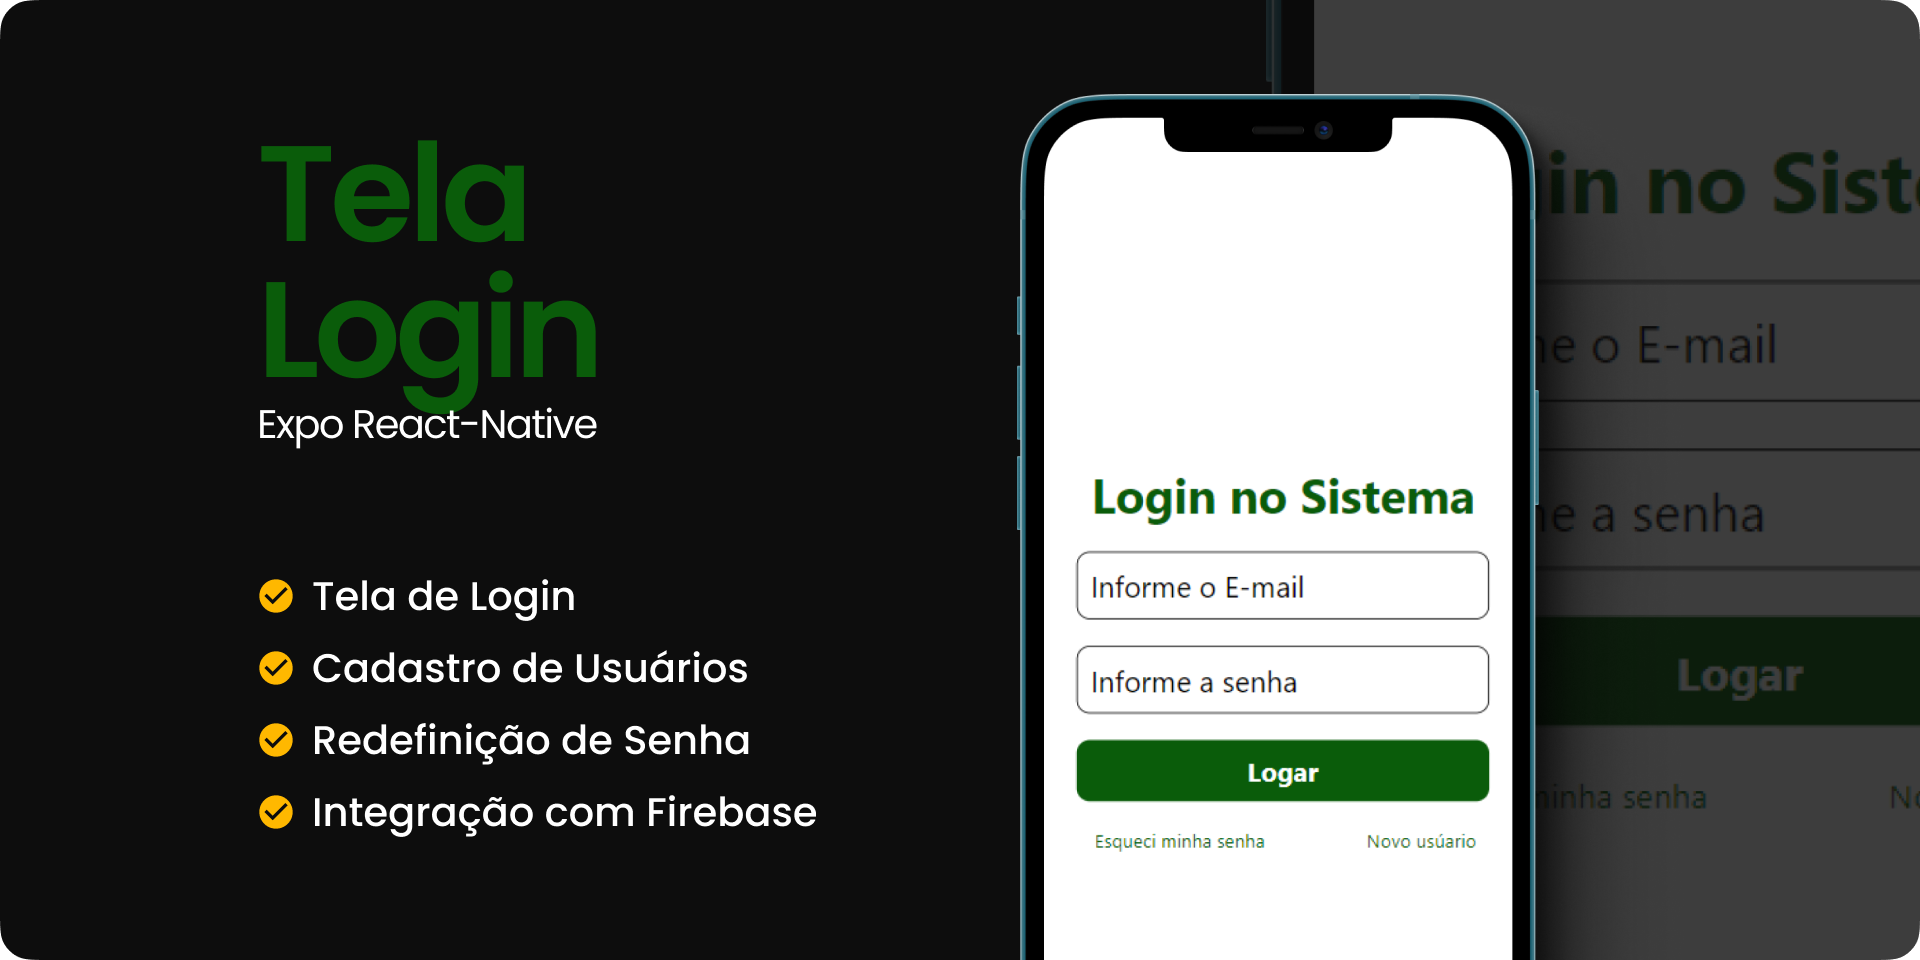 Tela
Login
Expo React-Native
Tela de Login
Cadastro de Usuários
Redefinição de Senha
Integração com Firebase
Login no Sistema
Informe o E-mail
Informe a senha
Logar
Esqueci minha senha Novo usúario
in no Sist
e o E-mail
e a senha
Logar
minha senha